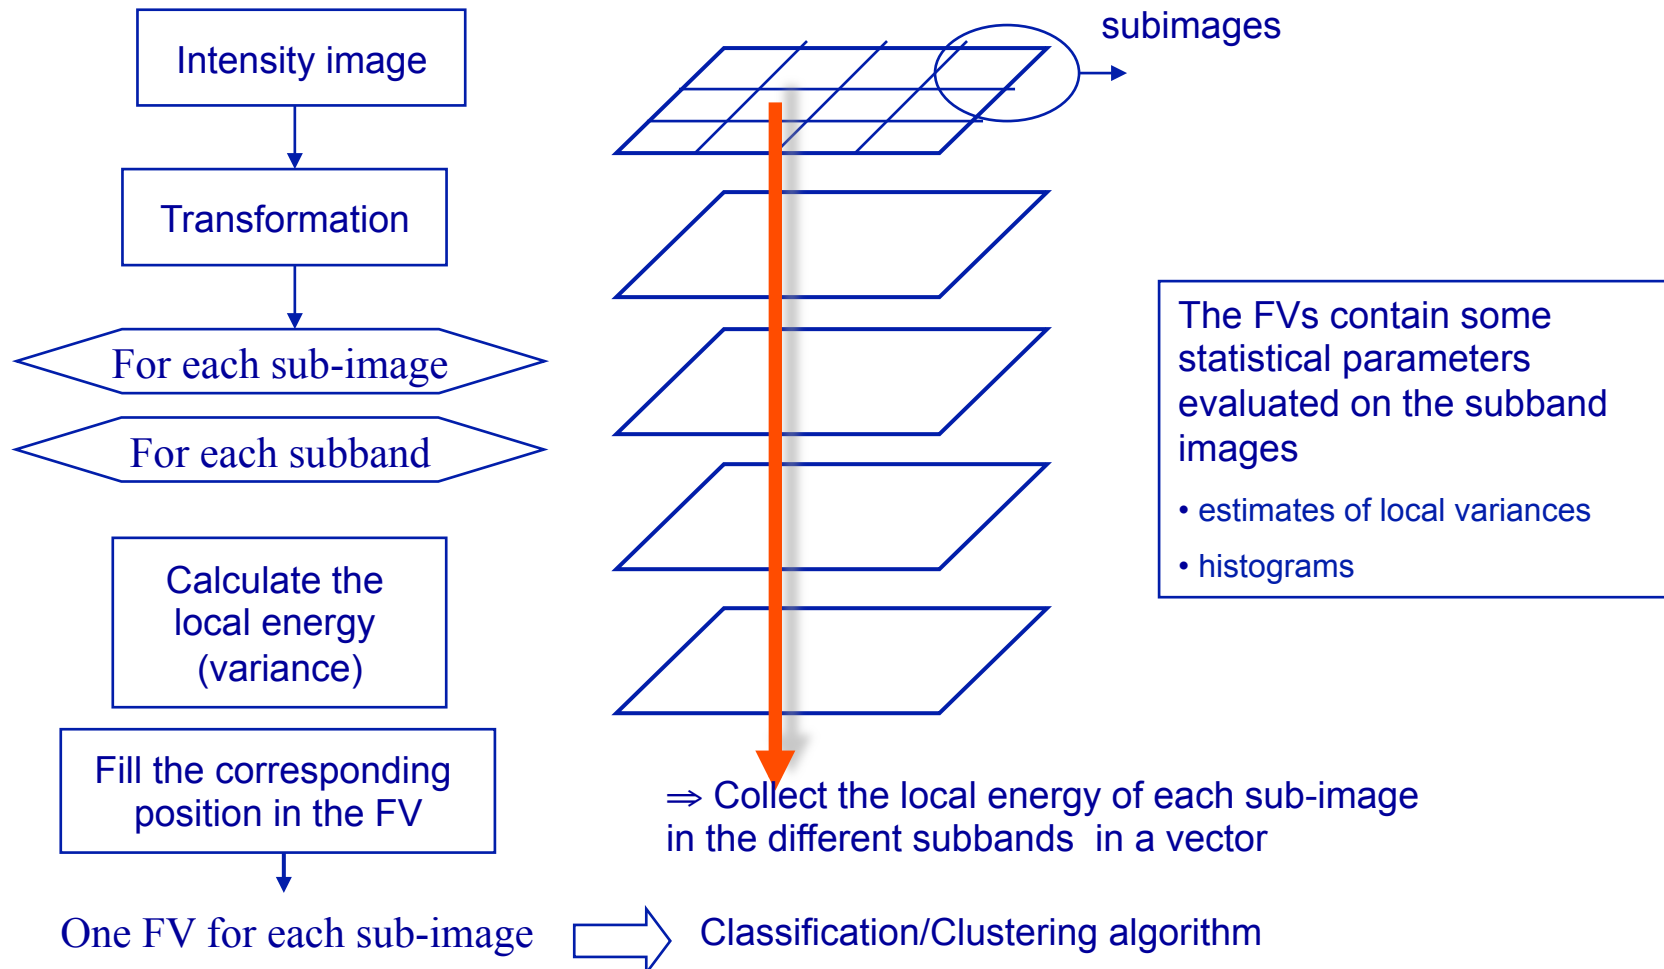 Intensity image
Transformation
For each sub-image
For each subband
Calculate the
local energy
(variance)
Fill the corresponding
position in the FV
One FV for each sub-image
subimages
⇒ Collect the local energy of each sub-image
in the different subbands in a vector
Classification/Clustering algorithm
The FVs contain some
statistical parameters
evaluated on the subband
images
• estimates of local variances
• histograms